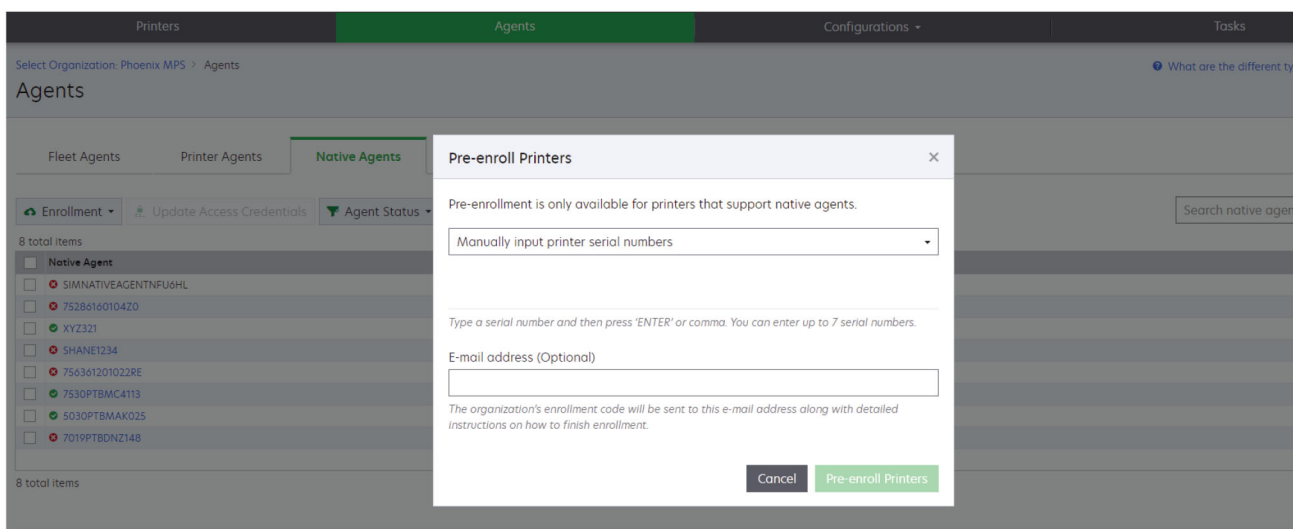 Printers Agents Configurations Tasks
Select Organization: Phoenix MPS > Agents
What are the different ty
Agents
Fleet Agents Printer Agents Native Agents
Enrollment Update Access Credentials Agent Status
Search native agen
8 total items
Native Agent
SIMNATIVEAGENTNFU6HL
75286160104Z0
XYZ321
SHANE1234
756361201022RE
7530PTBMC4113
5030PTBMAK025
7019PTBDNZ148
8 total items
Pre-enroll Printers
Pre-enrollment is only available for printers that support native agents.
Manually input printer serial numbers
Type a serial number and then press 'ENTER' or comma. You can enter up to 7 serial numbers.
E-mail address (Optional)
The organization's enrollment code will be sent to this e-mail address along with detailed
instructions on how to finish enrollment.
Cancel Pre-enroll Printers